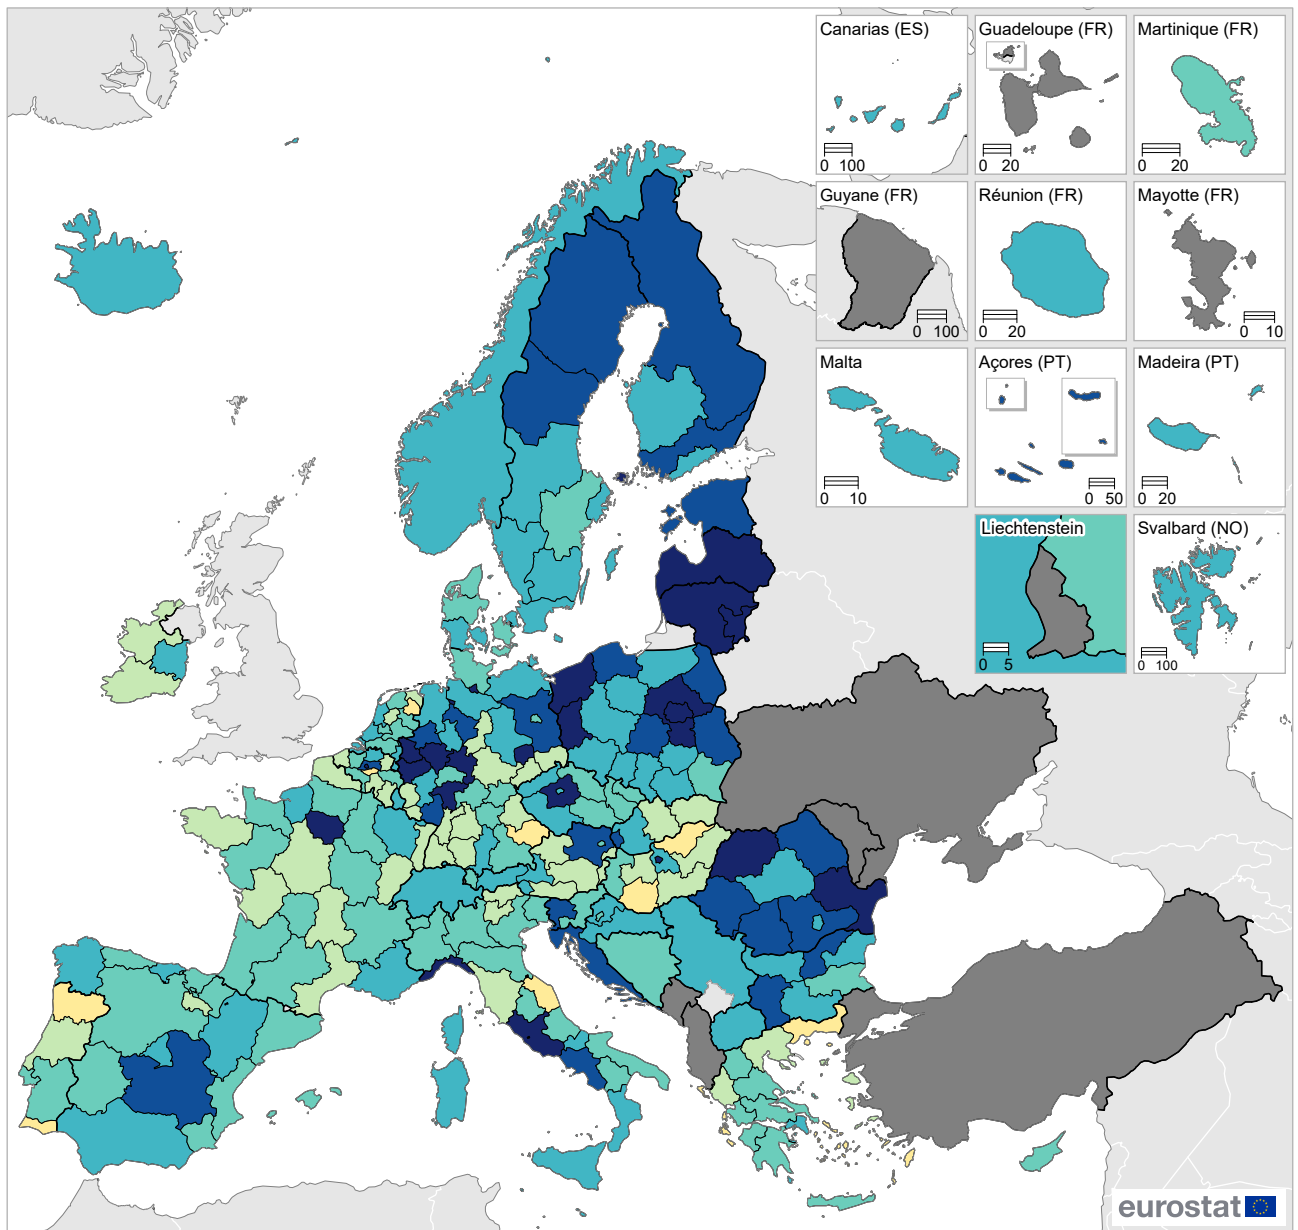 Canarias (ES)
0 100
Guadeloupe (FR)
0 20
Martinique (FR)
0 20
Guyane (FR)
0 100
Réunion (FR)
0 20
Mayotte (FR)
0 10
Malta
0 10
Açores (PT)
0 50
Madeira (PT)
0 20
Liechtenstein
0 5
Svalbard (NO)
0 100
eurostat